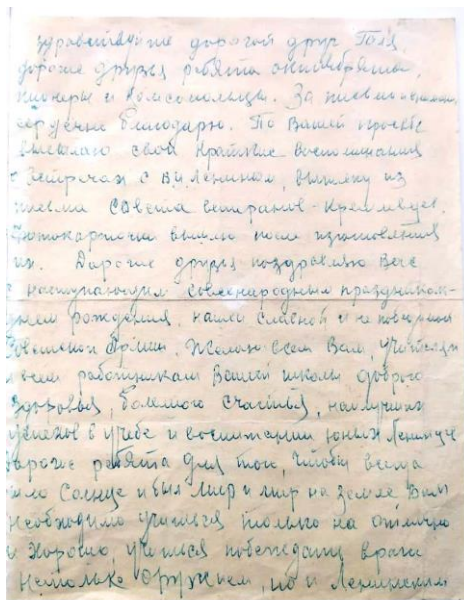 здравствуйте дорогой друг Толя,
дорогие друзья ребята октябрята,
пионеры и комсомольцы. За письмо и
сердечно благодарю. По Вашей просьбе
высылаю свои краткие воспоминания
о встречах с В.И. Лениным, выписку из
письма Совета ветеранов-кремлевцев.
Фотокарточки вышлю после изготовления
их. Дорогие друзья поздравляю Вас
с наступающим всенародным праздником-
днем рождения, нашей славной и непобедимой
Советской Армии. Желаю всем Вам, учителям
и всем работникам Вашей школы доброго
здоровья, большого счастья, наилучших
успехов в учебе и воспитании юных Ленинцев
Дорогие ребята для того, чтобы всегда
было Солнце и был мир и мир на земле Вам
необходимо учиться только на отлично
и хорошо, учиться побеждать врага
нетолько оружием, но и Ленинским